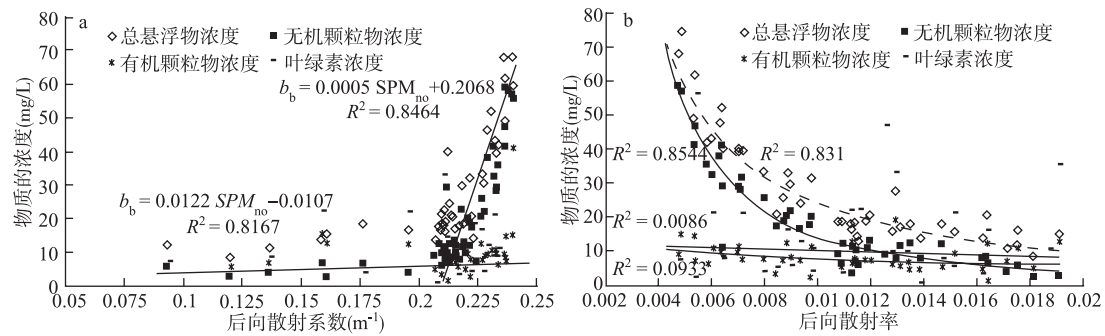 a
◇ 总悬浮物浓度 ■ 无机颗粒物浓度
* 有机颗粒物浓度 - 叶绿素浓度
b_b = 0.0005 SPM_no+0.2068
R² = 0.8464
b_b = 0.0122 SPM_no−0.0107
R² = 0.8167
物质的浓度(mg/L)
80
70
60
50
40
30
20
10
0
0.05 0.10 0.15 0.20 0.21 0.22 0.230 0.24 0.25
后向散射系数(m⁻¹)
b
◇ 总悬浮物浓度 ■ 无机颗粒物浓度
* 有机颗粒物浓度 - 叶绿素浓度
R² = 0.8544
R² = 0.831
R² = 0.0086
R² = 0.0933
物质的浓度(mg/L)
80
70
60
50
40
30
20
10
0
0.002 0.004 0.006 0.008 0.010 0.012 0.014 0.016 0.018 0.02
后向散射率